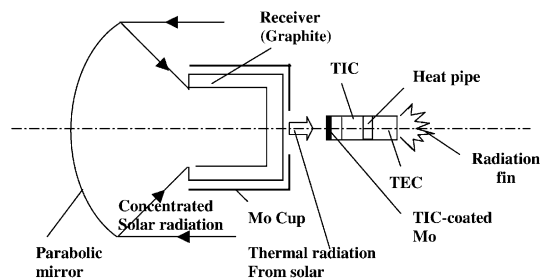 Receiver
(Graphite)
TIC
Heat pipe
TEC
Radiation
fin
Concentrated
Solar radiation
Mo Cup
TIC-coated
Mo
Parabolic
mirror
Thermal radiation
From solar